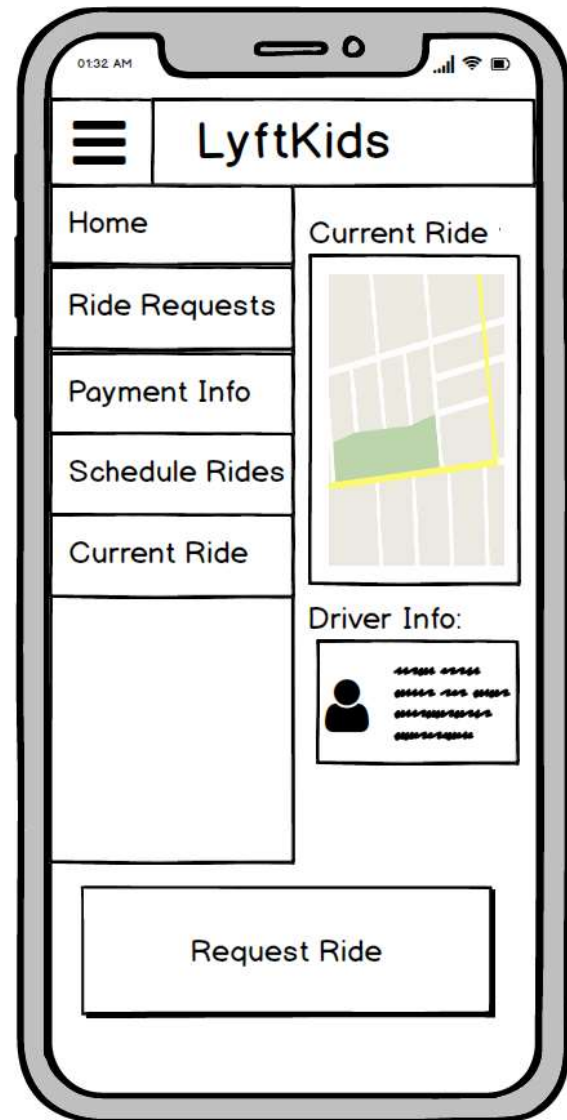 01:32 AM
LyftKids
Home
Ride Requests
Payment Info
Schedule Rides
Current Ride
Current Ride
Driver Info:
Request Ride